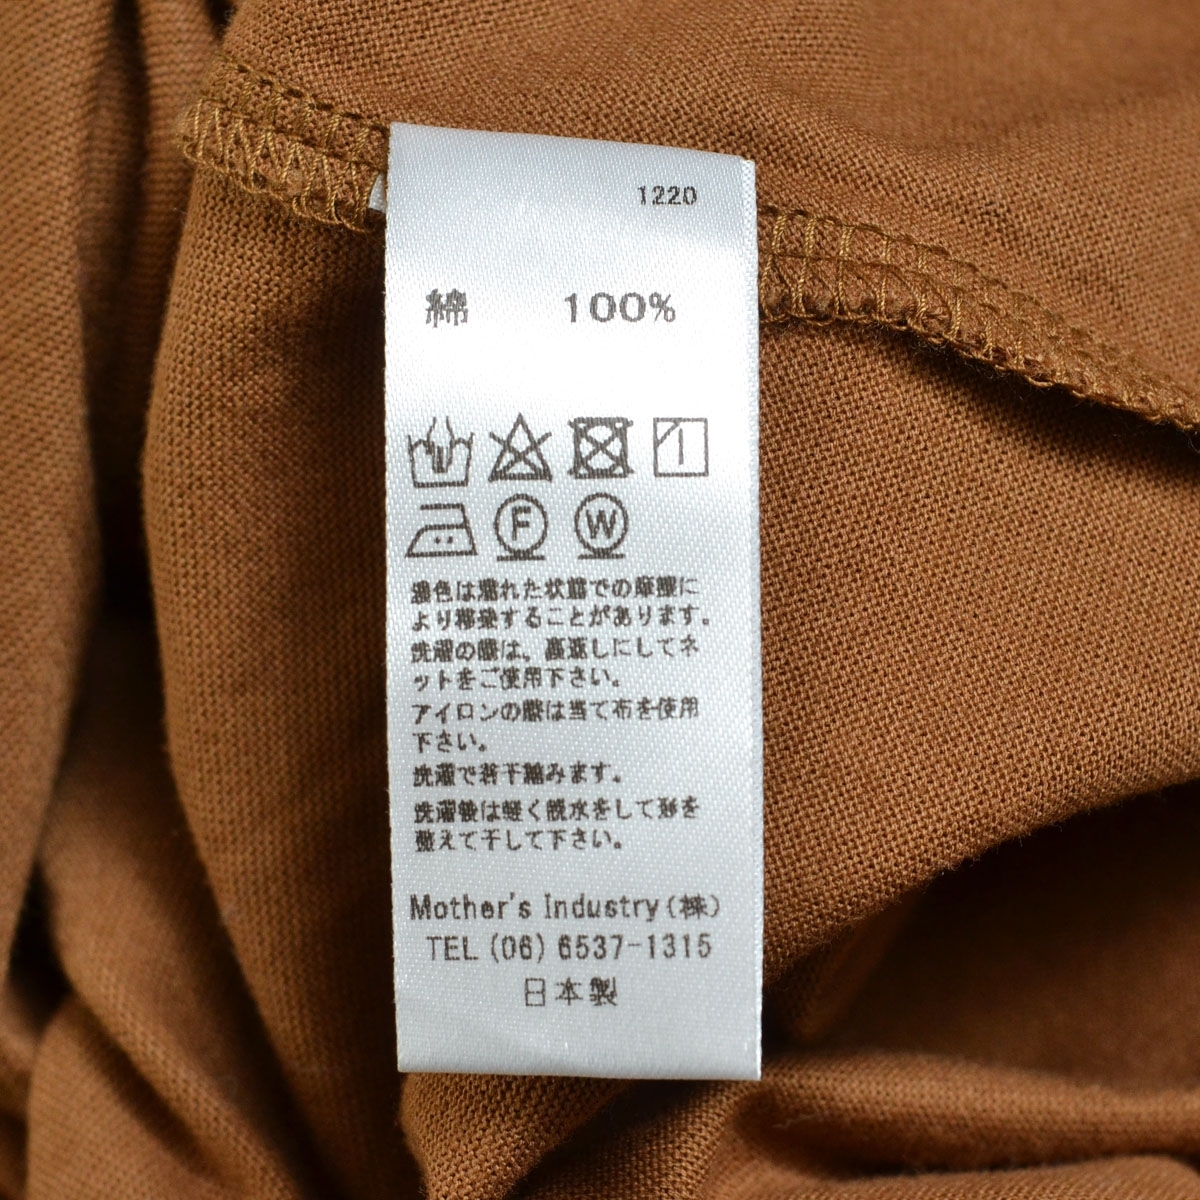 1220
綿 100%
F W
濃色は濡れた状態での摩擦に
より移染することがあります。
洗濯の際は、裏返しにしてネ
ットをご使用下さい。
アイロンの際は当て布を使用
下さい。
洗濯で若干縮みます。
洗濯後は軽く脱水をして形を
整えて干して下さい。
Mother's Industry(株)
TEL(06)6537-1315
日本製